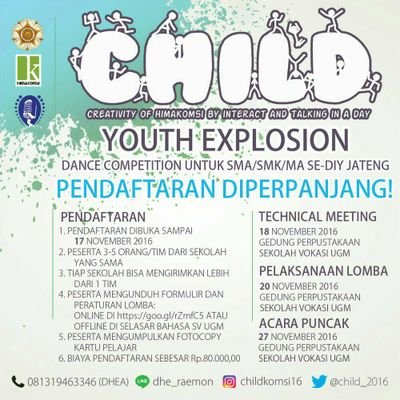 CHILD
CREATIVITY OF HIMAKOMSI BY INTERACT AND TALKING IN A DAY
YOUTH EXPLOSION
DANCE COMPETITION UNTUK SMA/SMK/MA SE-DIY JATENG
PENDAFTARAN DIPERPANJANG!
PENDAFTARAN
1. PENDAFTARAN DIBUKA SAMPAI
17 NOVEMBER 2016
2. PESERTA 3-5 ORANG/TIM DARI SEKOLAH
YANG SAMA
3. TIAP SEKOLAH BISA MENGIRIMKAN LEBIH
DARI 1 TIM
4. PESERTA MENGUNDUH FORMULIR DAN
PERATURAN LOMBA:
ONLINE DI https://goo.gl/rZmfC5 ATAU
OFFLINE DI SELASAR BAHASA SV UGM
5. PESERTA MENGUMPULKAN FOTOCOPY
KARTU PELAJAR
6. BIAYA PENDAFTARAN SEBESAR Rp.80.000,00
TECHNICAL MEETING
18 NOVEMBER 2016
GEDUNG PERPUSTAKAAN
SEKOLAH VOKASI UGM
PELAKSANAAN LOMBA
20 NOVEMBER 2016
GEDUNG PERPUSTAKAAN
SEKOLAH VOKASI UGM
ACARA PUNCAK
27 NOVEMBER 2016
GEDUNG PERPUSTAKAAN
SEKOLAH VOKASI UGM
081319463346 (DHEA) LINE dhe_raemon childkomsi16 @child_2016